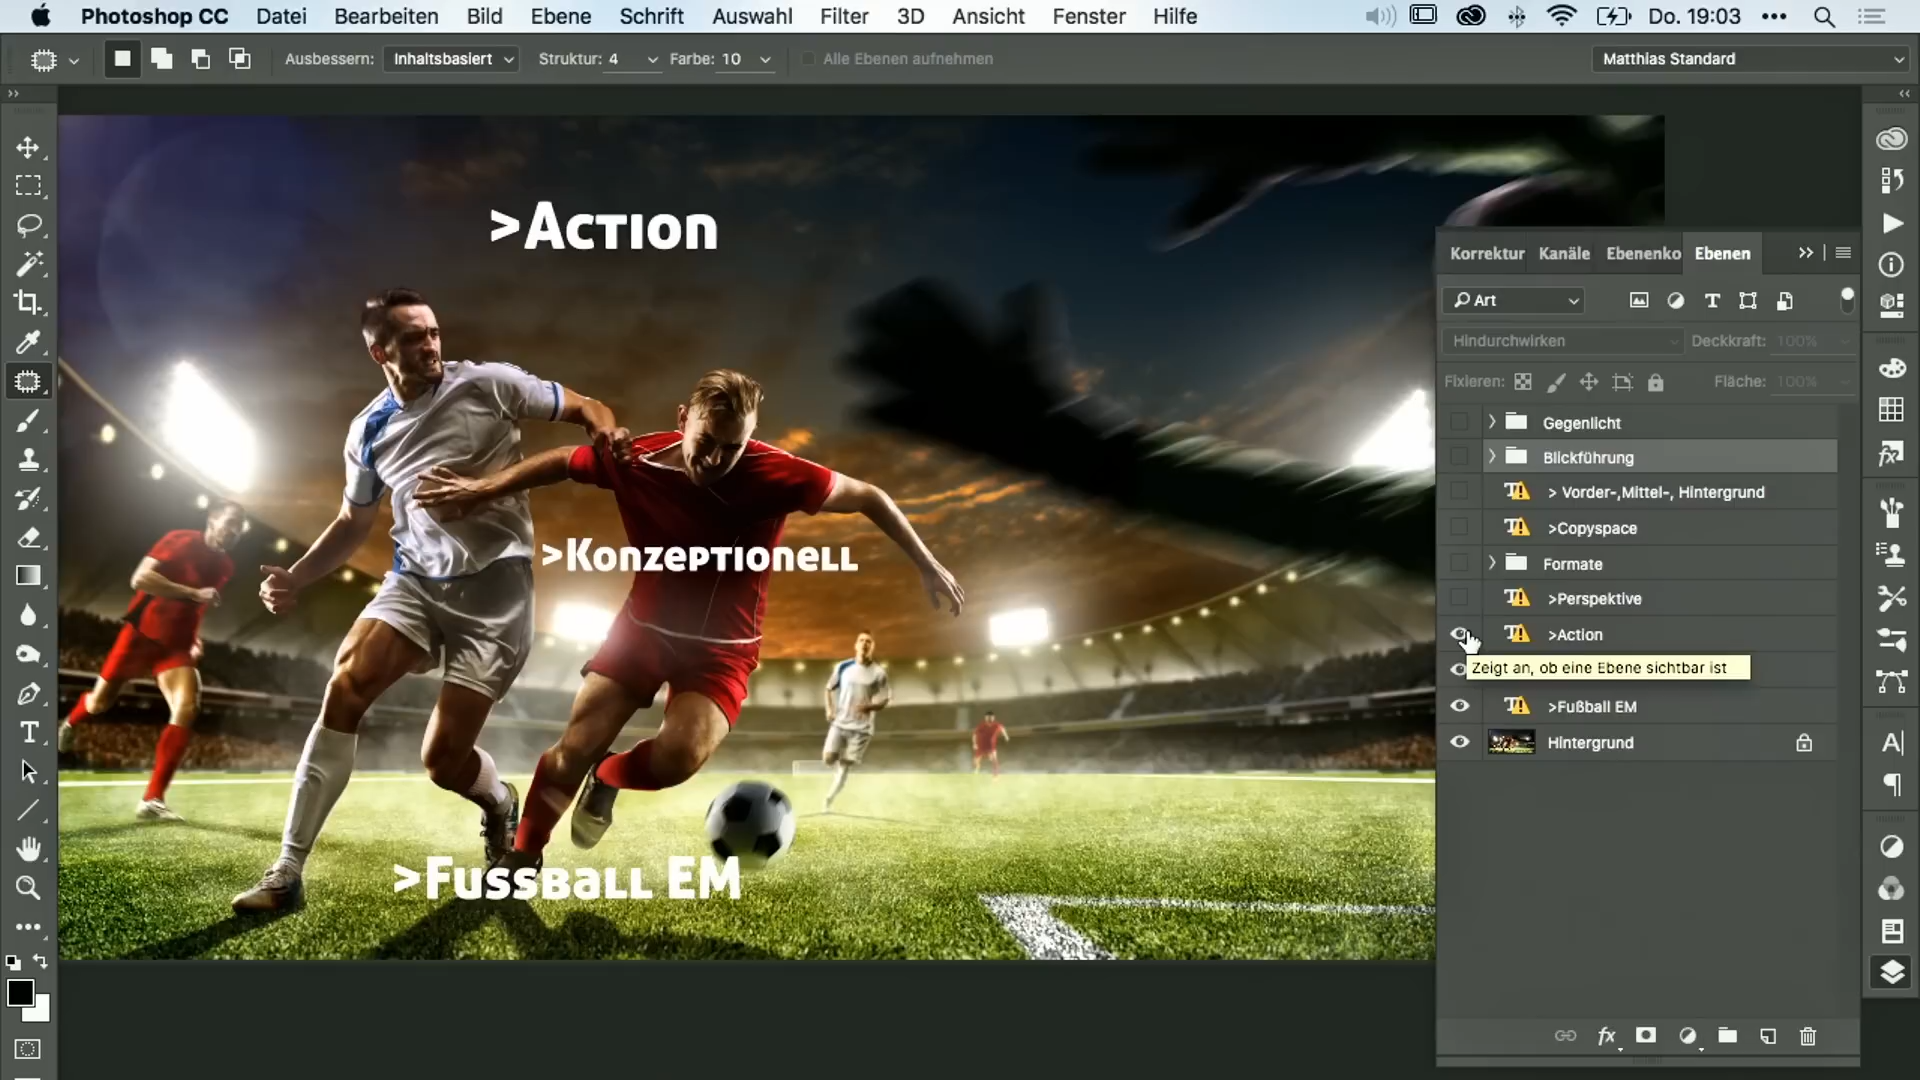 Photoshop CC Datei Bearbeiten Bild Ebene Schrift Auswahl Filter 3D Ansicht Fenster Hilfe Do. 19:03
Ausbessern: Inhaltsbasiert Struktur: 4 Farbe: 10 Alle Ebenen aufnehmen Matthias Standard
>Action
>Konzeptionell
>Fussball EM
Korrektur Kanäle Ebenenko Ebenen
Art
Hindurchwirken Deckkraft: 100%
Fixieren: Fläche: 100%
Gegenlicht
Blickführung
> Vorder-,Mittel-, Hintergrund
>Copyspace
Formate
>Perspektive
>Action
Zeigt an, ob eine Ebene sichtbar ist
>Fußball EM
Hintergrund